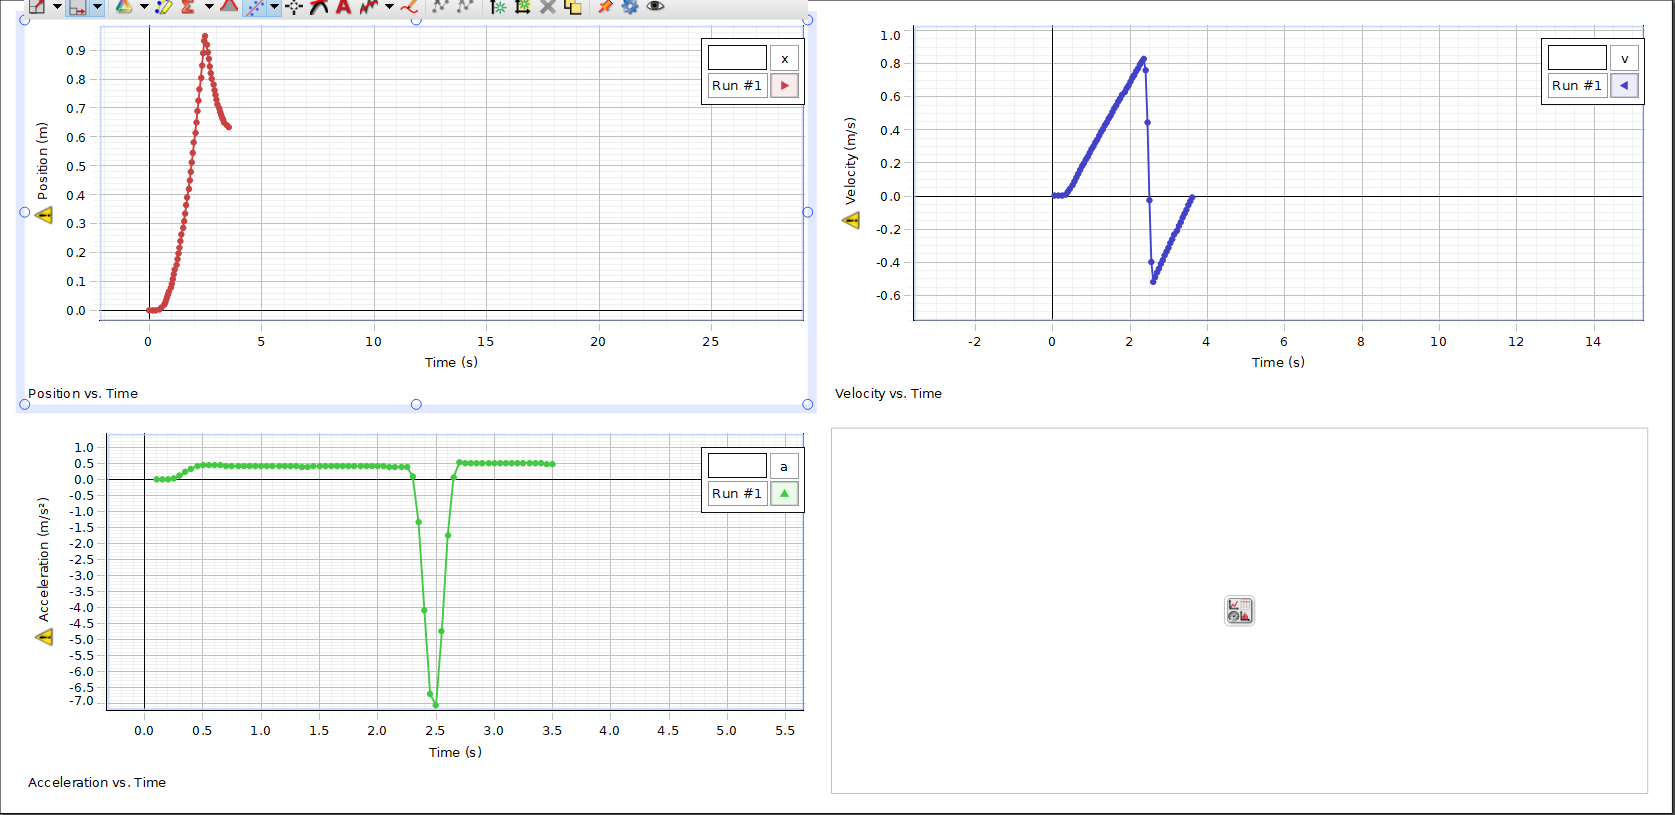 0.9
0.8
0.7
0.6
0.5
0.4
0.3
0.2
0.1
0.0
Position (m)
x
Run #1
0 5 10 15 20 25
Time (s)
Position vs. Time
1.0
0.8
0.6
0.4
0.2
0.0
-0.2
-0.4
-0.6
Velocity (m/s)
v
Run #1
-2 0 2 4 6 8 10 12 14
Time (s)
Velocity vs. Time
1.0
0.5
0.0
-0.5
-1.0
-1.5
-2.0
-2.5
-3.0
-3.5
-4.0
-4.5
-5.0
-5.5
-6.0
-6.5
-7.0
Acceleration (m/s²)
a
Run #1
0.0 0.5 1.0 1.5 2.0 2.5 3.0 3.5 4.0 4.5 5.0 5.5
Time (s)
Acceleration vs. Time